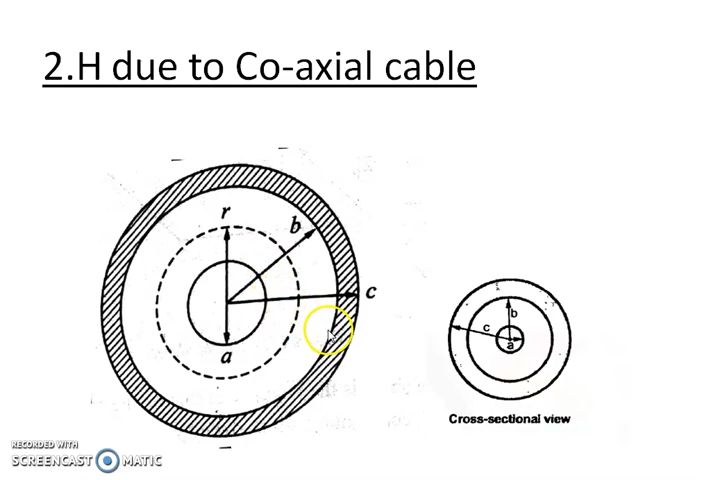 2.H due to Co-axial cable
r
b
c
a
b
c
a
Cross-sectional view
RECORDED WITH
SCREENCAST MATIC